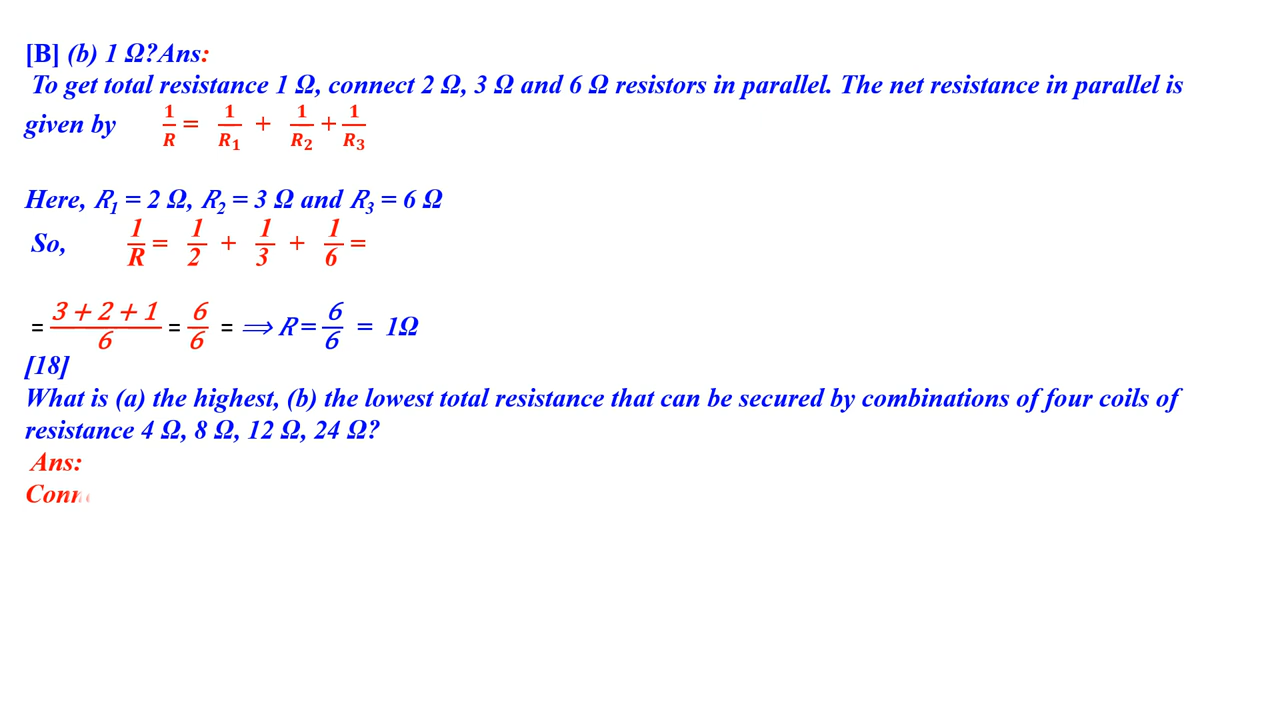 [B] (b) 1 Ω?Ans:
To get total resistance 1 Ω, connect 2 Ω, 3 Ω and 6 Ω resistors in parallel. The net resistance in parallel is
given by 1/R = 1/R₁ + 1/R₂ + 1/R₃
Here, R₁ = 2 Ω, R₂ = 3 Ω and R₃ = 6 Ω
So, 1/R = 1/2 + 1/3 + 1/6 =
= (3 + 2 + 1)/6 = 6/6 = ⟹ R = 6/6 = 1Ω
[18]
What is (a) the highest, (b) the lowest total resistance that can be secured by combinations of four coils of
resistance 4 Ω, 8 Ω, 12 Ω, 24 Ω?
Ans: